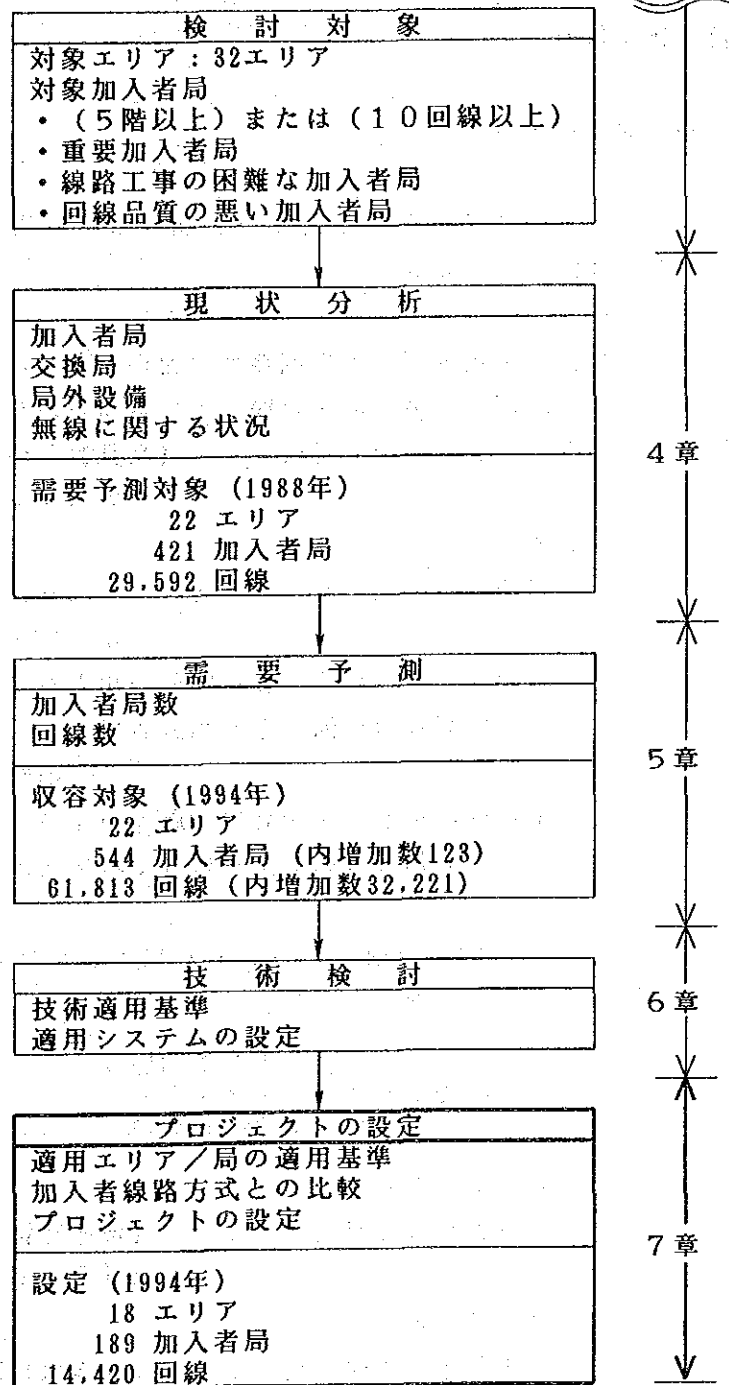 検討対象
対象エリア：32エリア
対象加入者局
・（５階以上）または（１０回線以上）
・重要加入者局
・線路工事の困難な加入者局
・回線品質の悪い加入者局
現状分析
加入者局
交換局
局外設備
無線に関する状況
4章
需要予測対象 (1988年)
22 エリア
421 加入者局
29,592 回線
需要予測
加入者局数
回線数
5章
収容対象 (1994年)
22 エリア
544 加入者局 (内増加数123)
61,813 回線 (内増加数32,221)
技術検討
技術適用基準
適用システムの設定
6章
プロジェクトの設定
適用エリア／局の適用基準
加入者線路方式との比較
プロジェクトの設定
7章
設定 (1994年)
18 エリア
189 加入者局
14,420 回線